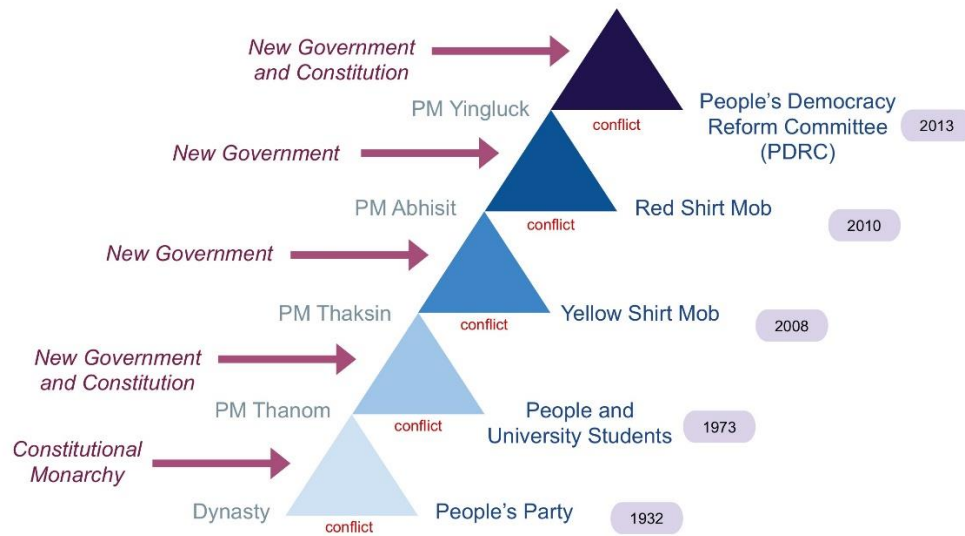 New Government
and Constitution
PM Yingluck
conflict
People's Democracy
Reform Committee
(PDRC)
2013
New Government
PM Abhisit
conflict
Red Shirt Mob
2010
New Government
PM Thaksin
conflict
Yellow Shirt Mob
2008
New Government
and Constitution
PM Thanom
conflict
People and
University Students
1973
Constitutional
Monarchy
Dynasty
conflict
People's Party
1932